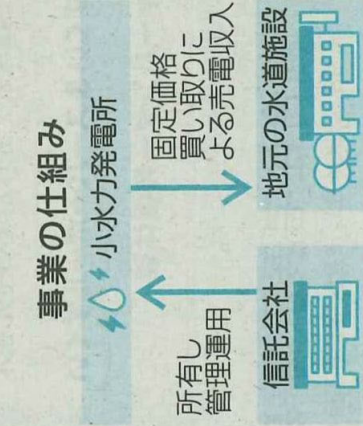 事業の仕組み
小水力発電所
所有し
管理運用
固定価格
買い取りに
よる売電収入
信託会社
地元の水道施設